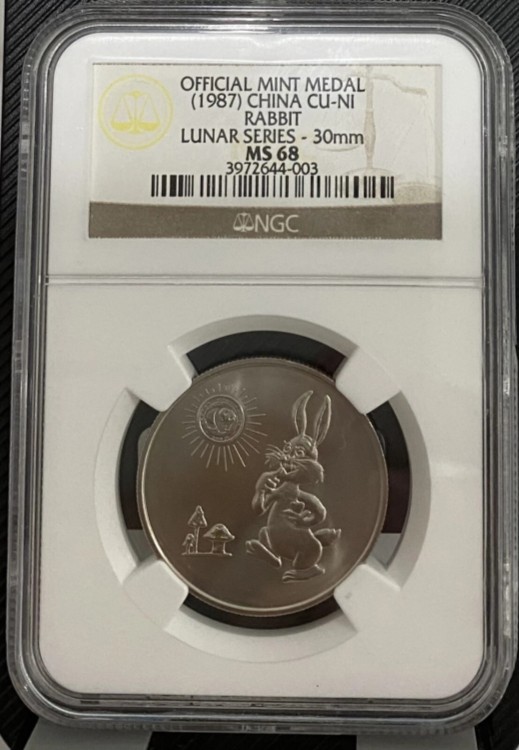 OFFICIAL MINT MEDAL
(1987) CHINA CU-NI
RABBIT
LUNAR SERIES - 30mm
MS 68
3972644-003
NGC